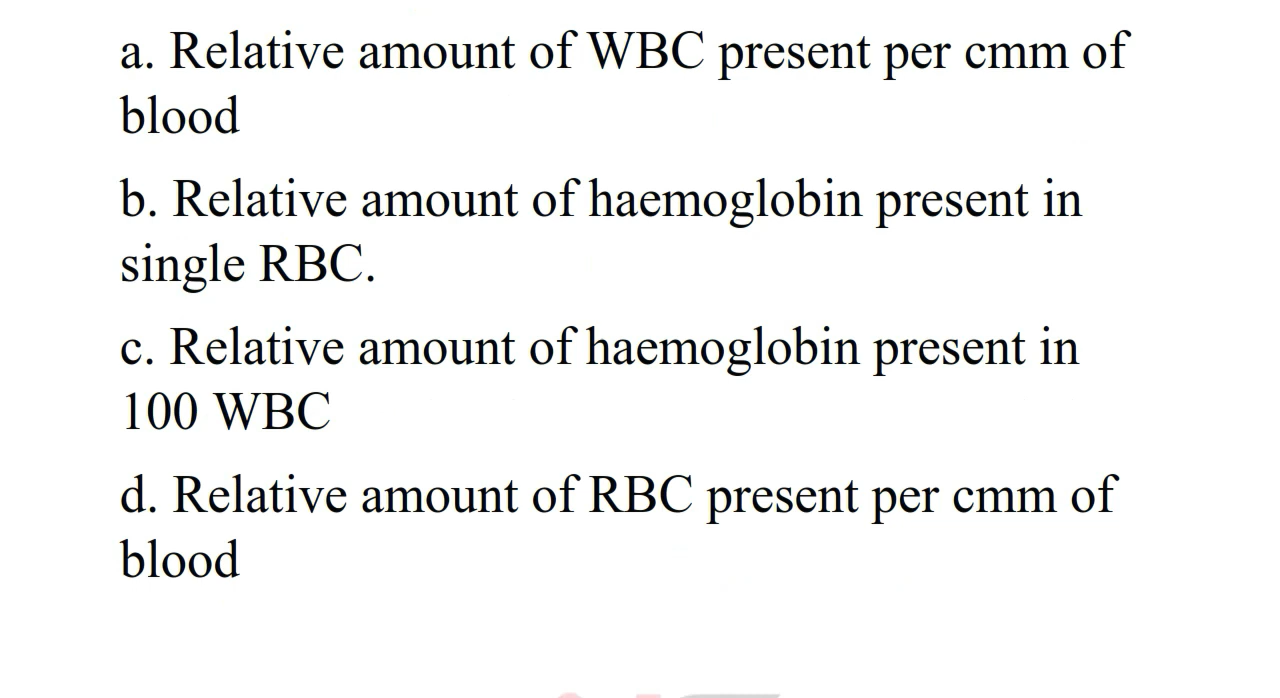 a. Relative amount of WBC present per cmm of
blood
b. Relative amount of haemoglobin present in
single RBC.
c. Relative amount of haemoglobin present in
100 WBC
d. Relative amount of RBC present per cmm of
blood